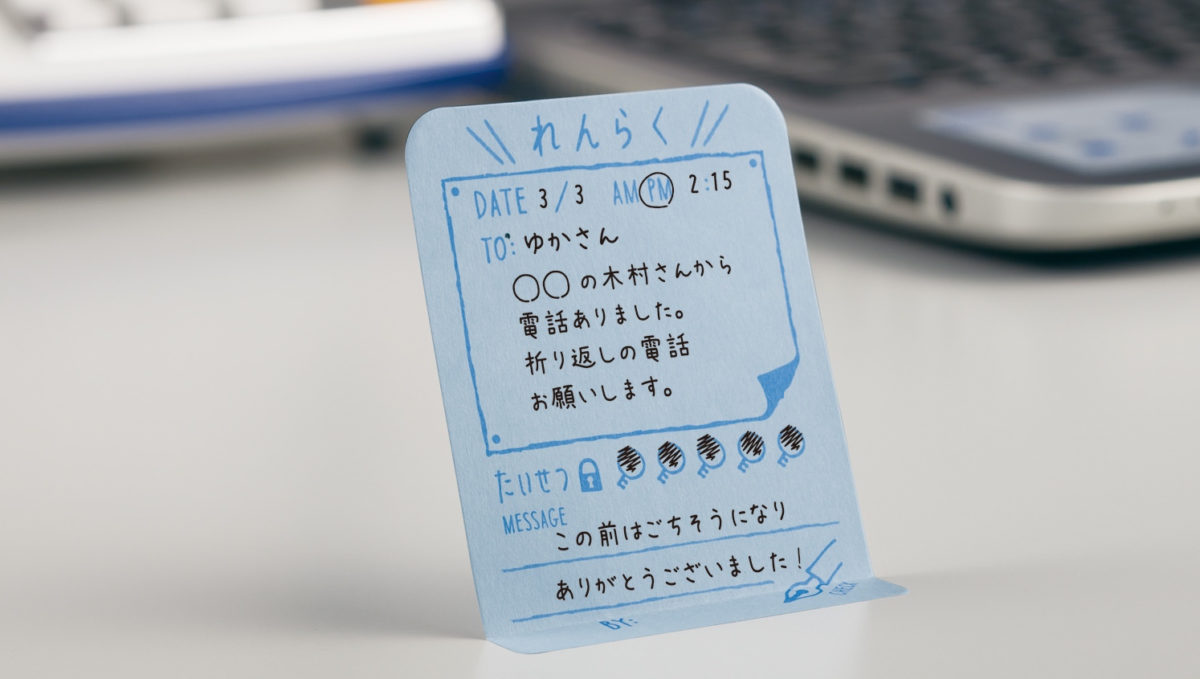 れんらく
DATE 3/3 AM PM 2:15
TO: ゆかさん
〇〇の木村さんから
電話ありました。
折り返しの電話
お願いします。
たいせつ
MESSAGE
この前はごちそうになり
ありがとうございました!
CHECK
BY: